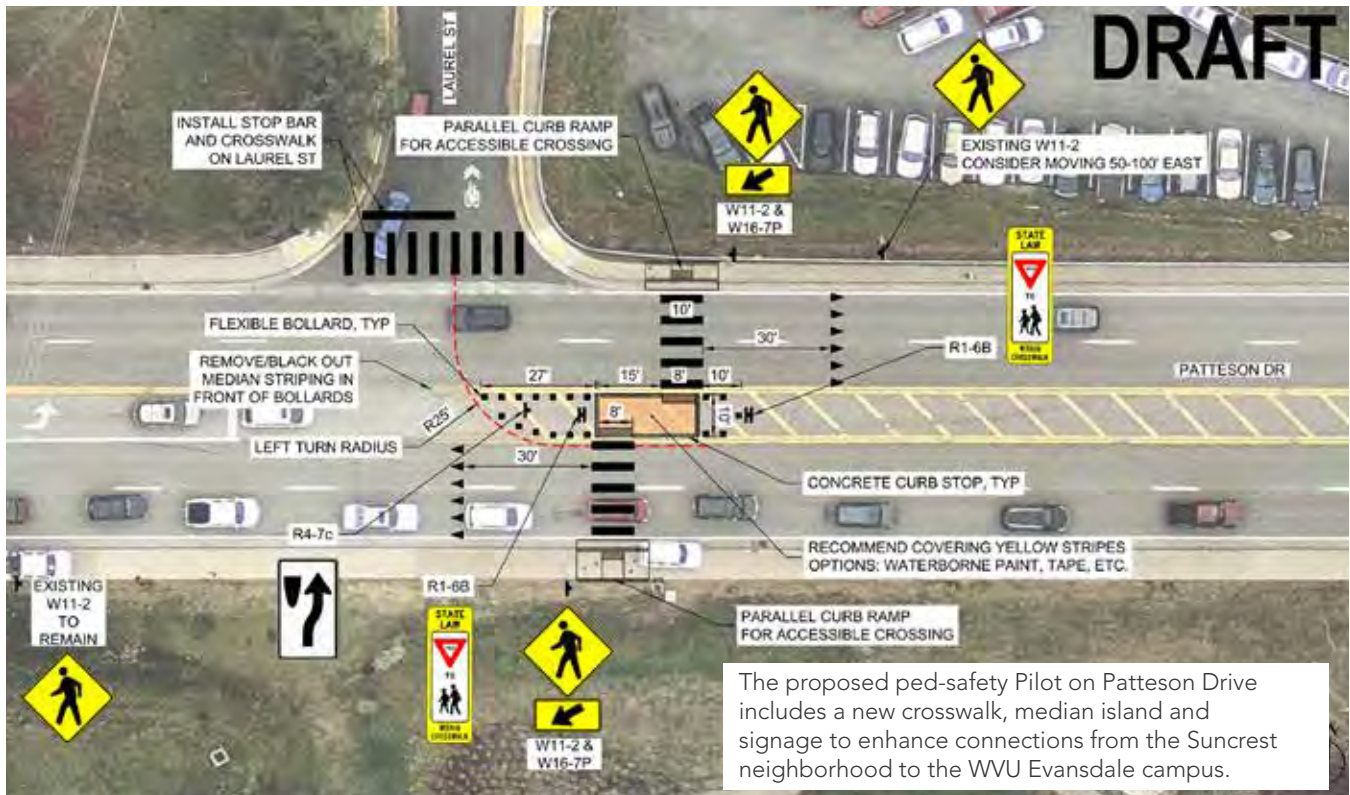 DRAFT
LAUREL ST
INSTALL STOP BAR
AND CROSSWALK
ON LAUREL ST
PARALLEL CURB RAMP
FOR ACCESSIBLE CROSSING
W11-2 &
W16-7P
EXISTING W11-2
CONSIDER MOVING 50-100' EAST
STATE
LAW
TO
10'
30'
R1-6B
PATTESON DR
FLEXIBLE BOLLARD, TYP
REMOVE/BLACK OUT
MEDIAN STRIPING IN
FRONT OF BOLLARDS
LEFT TURN RADIUS
R25'
27'
15'
8'
10'
8'
10'
30'
CONCRETE CURB STOP, TYP
RECOMMEND COVERING YELLOW STRIPES
OPTIONS: WATERBORNE PAINT, TAPE, ETC.
R4-7c
R1-6B
EXISTING
W11-2
TO
REMAIN
STATE
LAW
TO
W11-2 &
W16-7P
PARALLEL CURB RAMP
FOR ACCESSIBLE CROSSING
The proposed ped-safety Pilot on Patteson Drive
includes a new crosswalk, median island and
signage to enhance connections from the Suncrest
neighborhood to the WVU Evansdale campus.